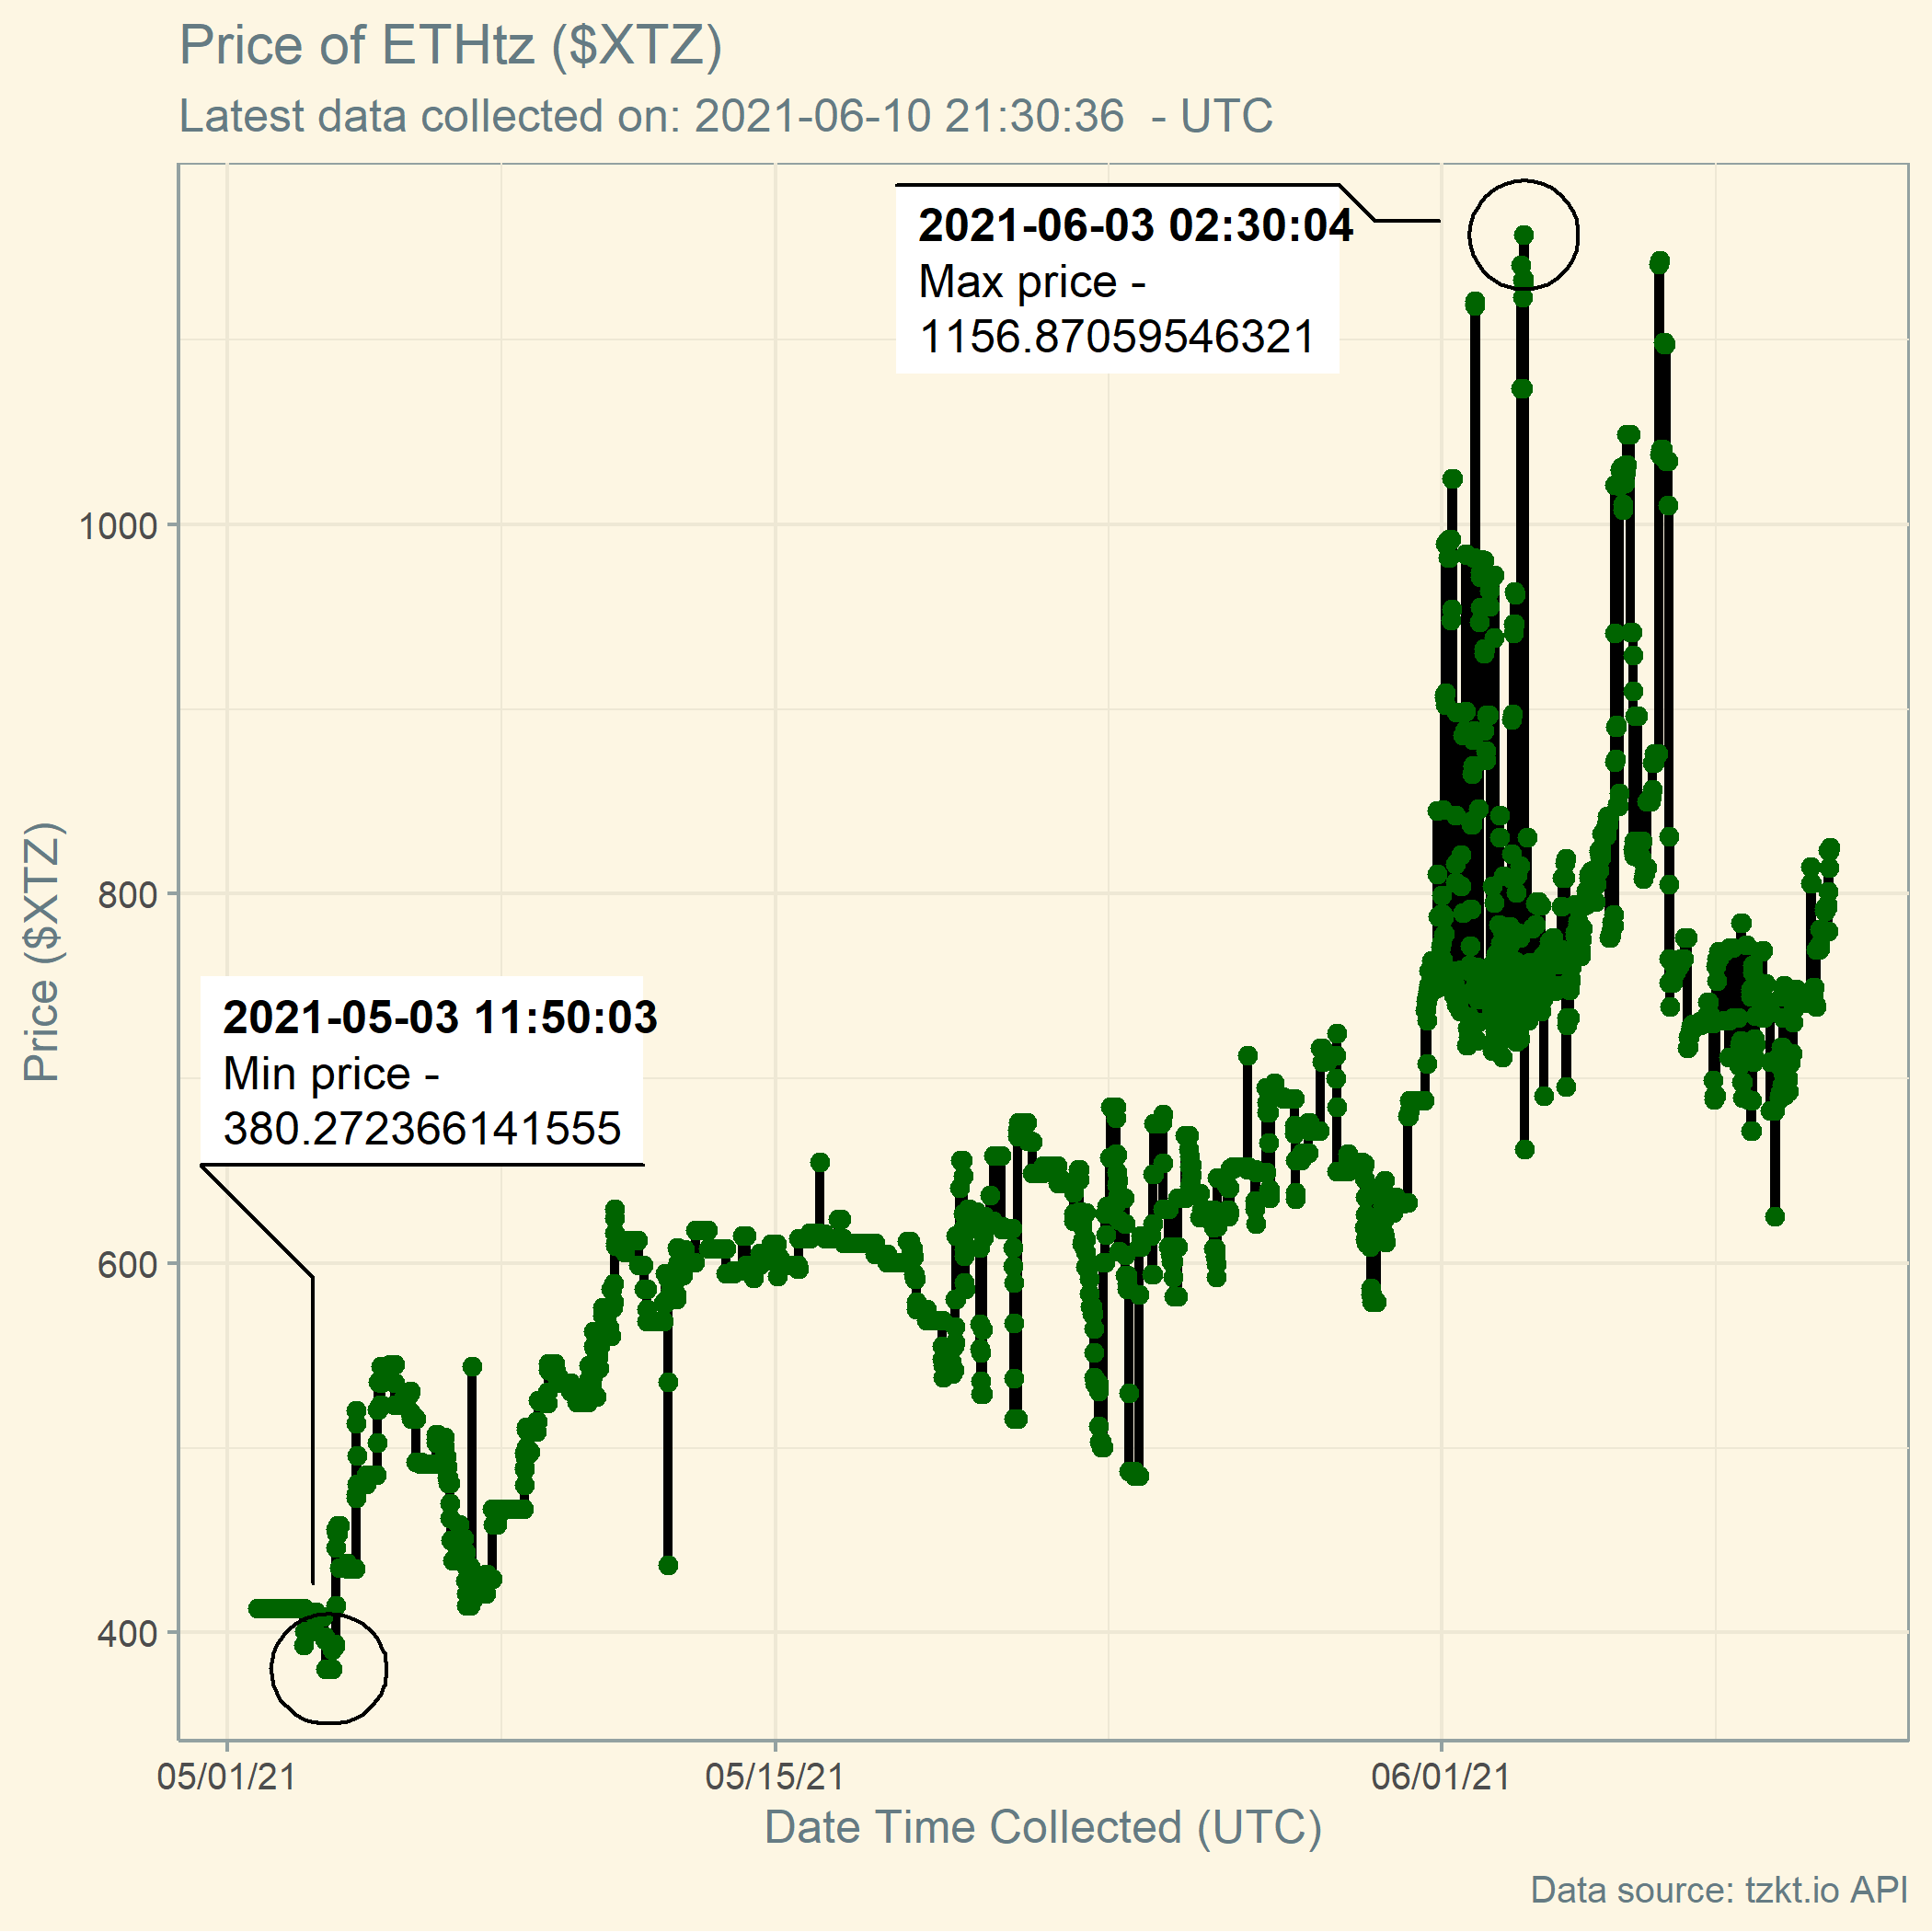 Price of ETHtz ($XTZ)
Latest data collected on: 2021-06-10 21:30:36  - UTC
2021-06-03 02:30:04
Max price -
1156.87059546321
1000
800
600
400
Price ($XTZ)
2021-05-03 11:50:03
Min price -
380.272366141555
05/01/21
05/15/21
06/01/21
Date Time Collected (UTC)
Data source: tzkt.io API